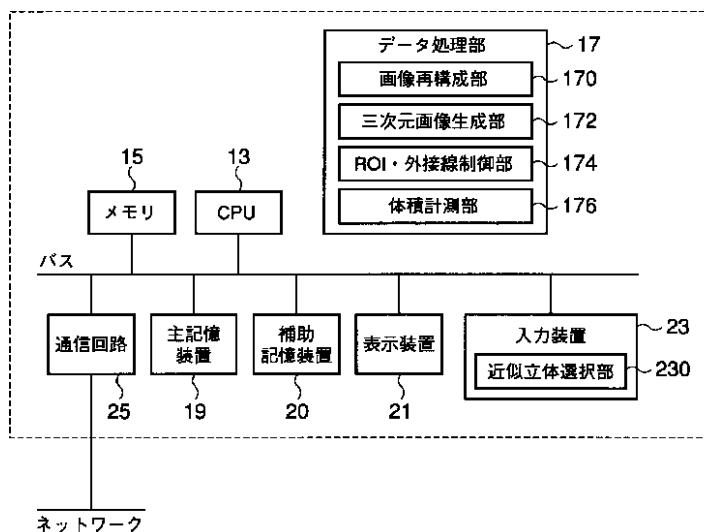 データ処理部
17
画像再構成部
170
三次元画像生成部
172
ROI・外接線制御部
174
体積計測部
176
15
13
メモリ
CPU
バス
通信回路
主記憶
装置
補助
記憶装置
表示装置
入力装置
23
近似立体選択部
230
25
19
20
21
ネットワーク